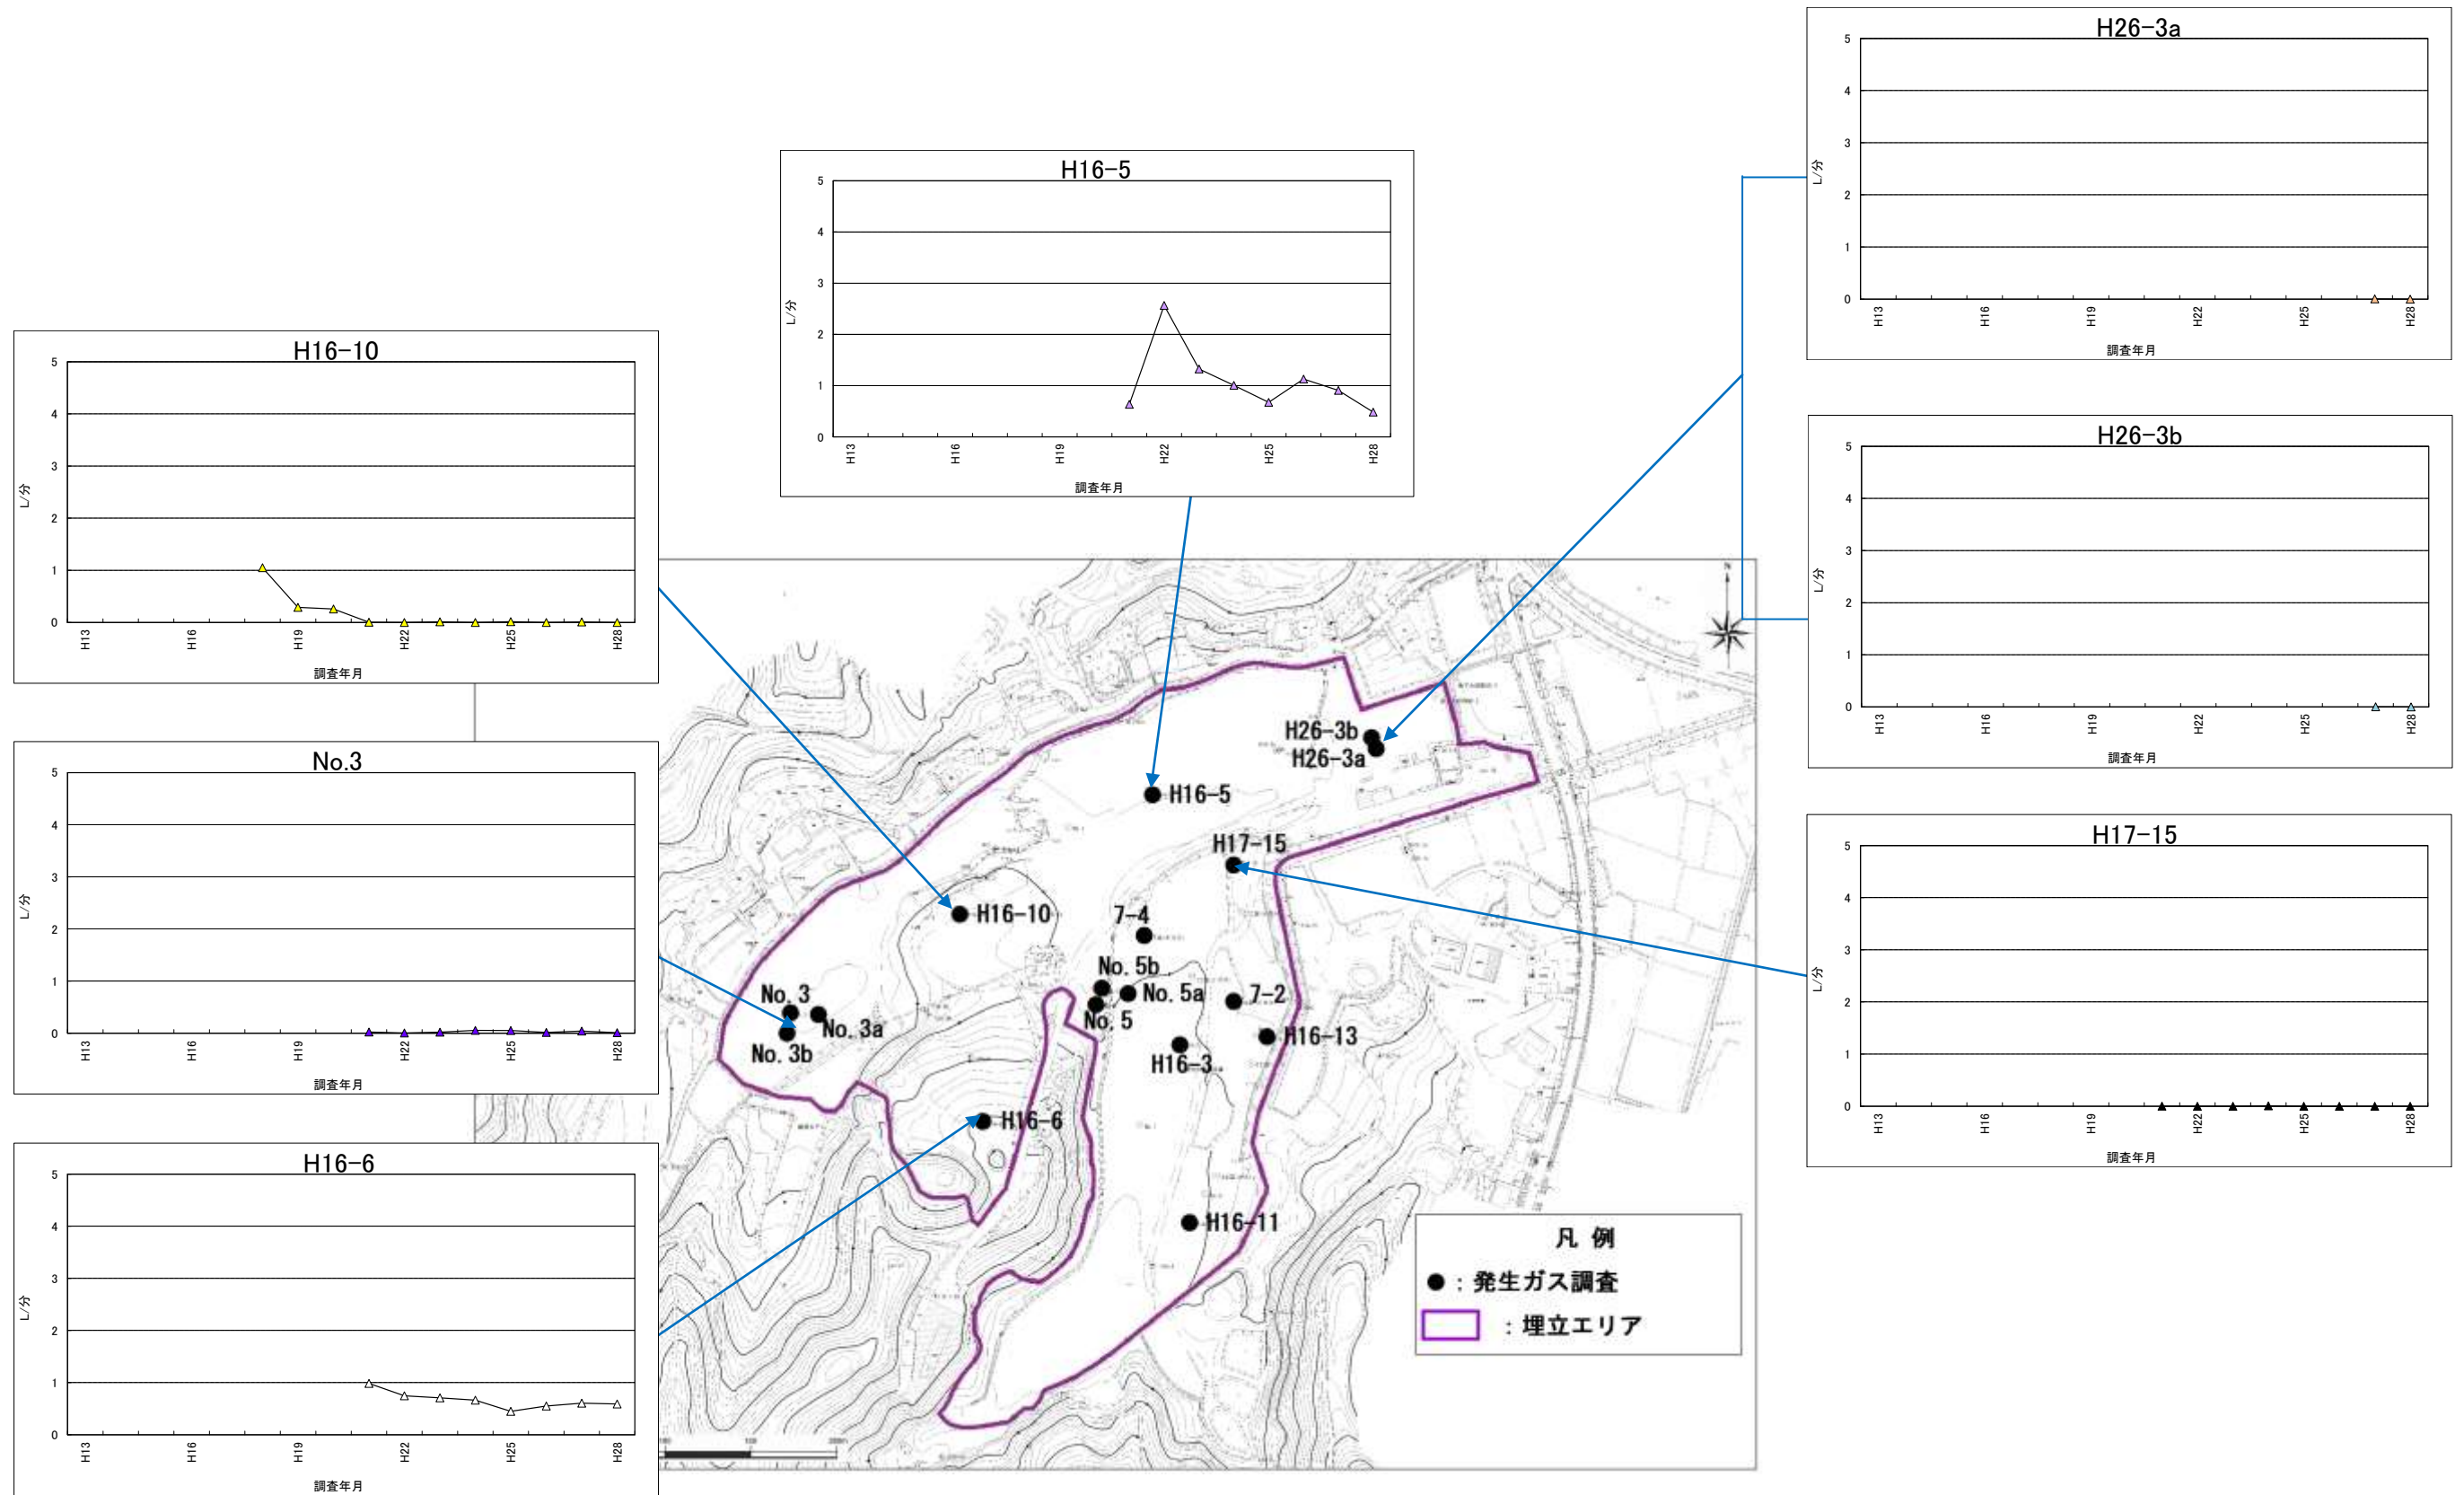 H16-5
5
4
3
2
1
0
L/分
H13
H16
H19
H22
H25
H28
調査年月
H26-3a
5
4
3
2
1
0
L/分
H13
H16
H19
H22
H25
H28
調査年月
H16-10
5
4
3
2
1
0
L/分
H13
H16
H19
H22
H25
H28
調査年月
H26-3b
5
4
3
2
1
0
L/分
H13
H16
H19
H22
H25
H28
調査年月
No.3
5
4
3
2
1
0
L/分
H13
H16
H19
H22
H25
H28
調査年月
H17-15
5
4
3
2
1
0
L/分
H13
H16
H19
H22
H25
H28
調査年月
H16-6
5
4
3
2
1
0
L/分
H13
H16
H19
H22
H25
H28
調査年月
N
H26-3b
H26-3a
H16-5
H17-15
H16-10
7-4
No. 5b
No. 5a
No. 5
7-2
No. 3
No. 3a
No. 3b
H16-13
H16-3
H16-6
H16-11
凡 例
●：発生ガス調査
：埋立エリア